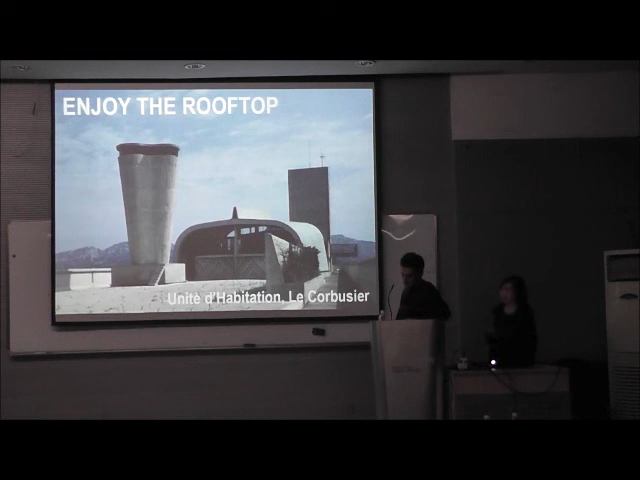 ENJOY THE ROOFTOP
Unité d'Habitation, Le Corbusier